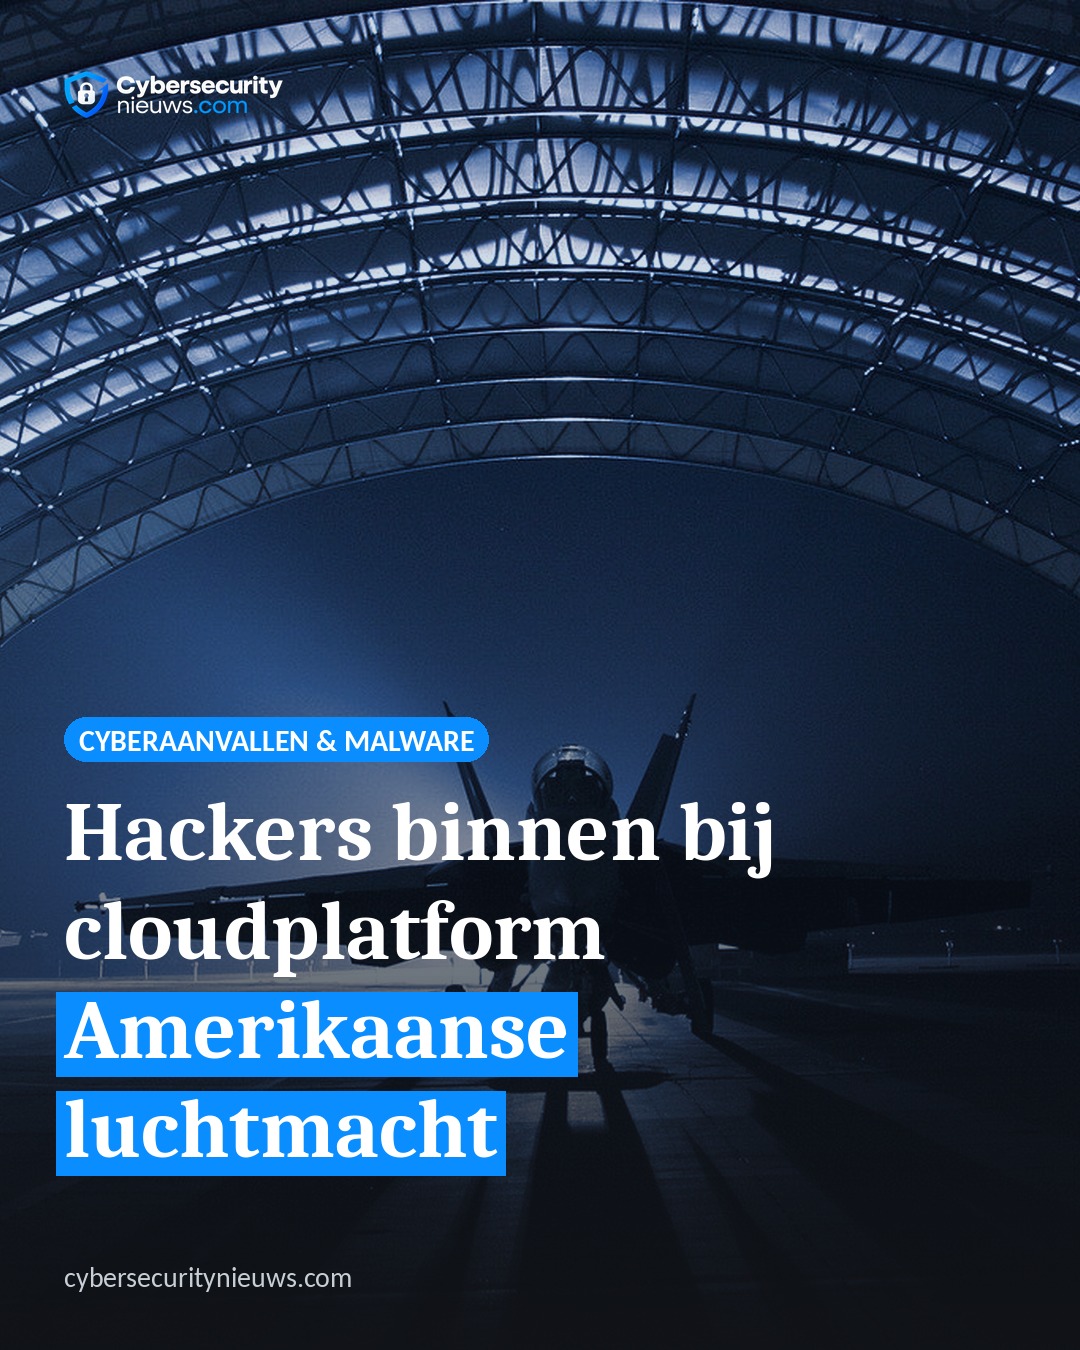 Cybersecurity
nieuws.com
CYBERAANVALLEN & MALWARE
Hackers binnen bij
cloudplatform
Amerikaanse
luchtmacht
cybersecuritynieuws.com